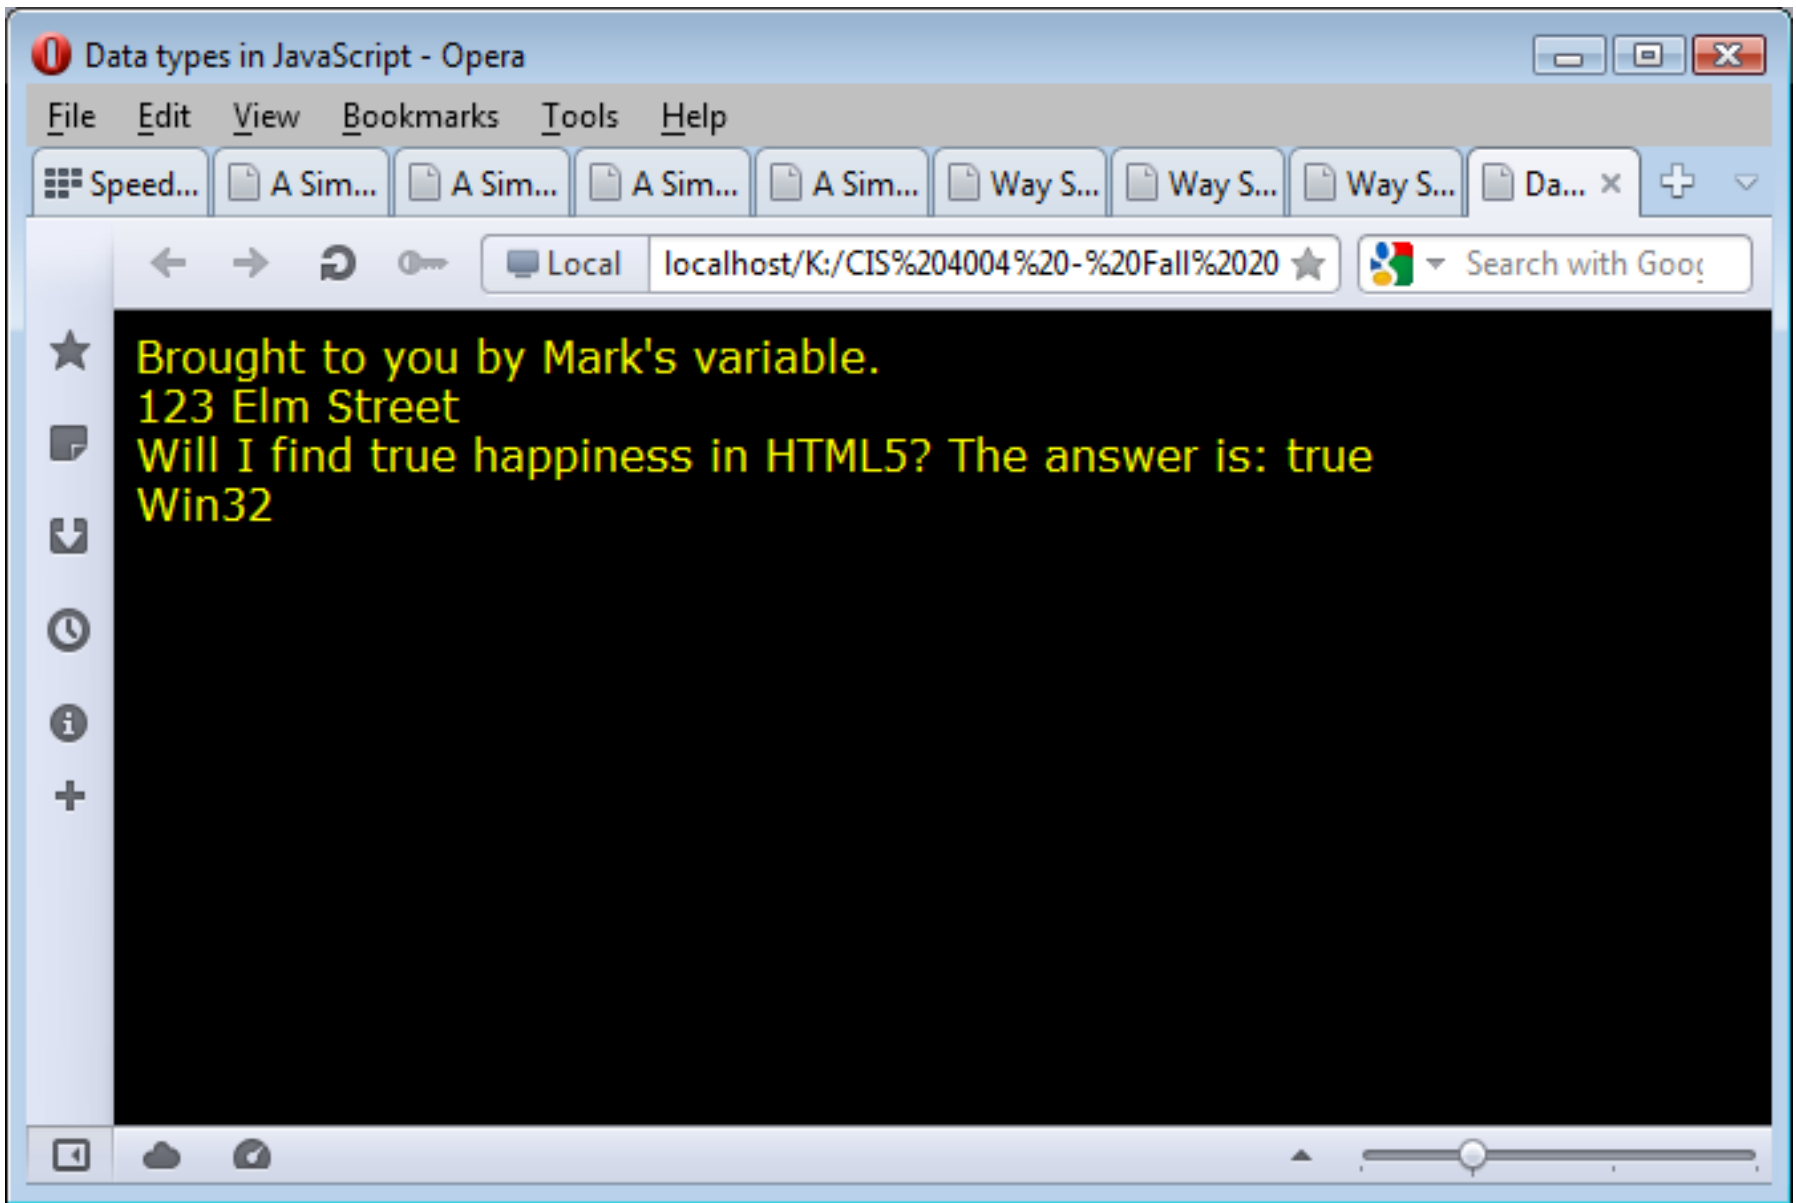 Data types in JavaScript - Opera
File Edit View Bookmarks Tools Help
Speed... A Sim... A Sim... A Sim... A Sim... Way S... Way S... Way S... Da...
Local localhost/K:/CIS%204004%20-%20Fall%2020 Search with Goog
Brought to you by Mark's variable.
123 Elm Street
Will I find true happiness in HTML5? The answer is: true
Win32